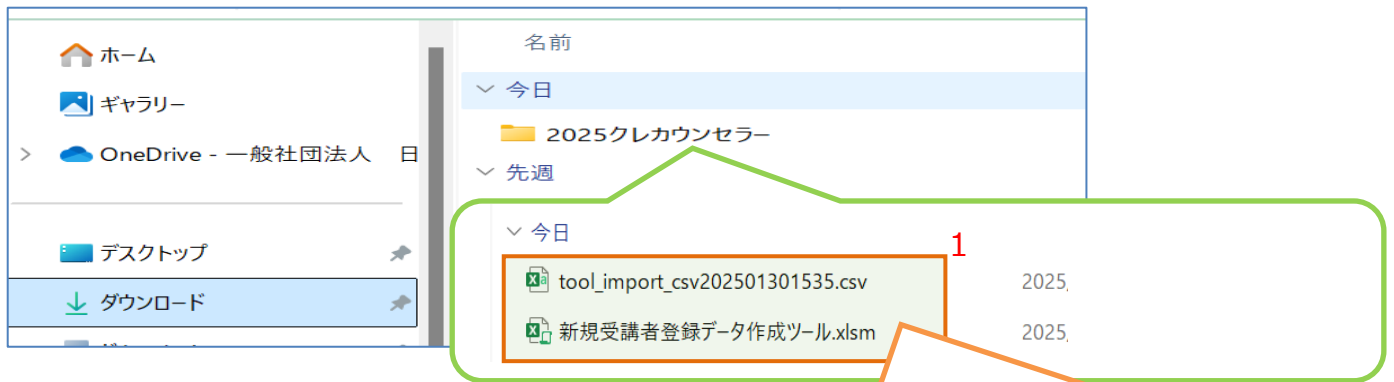 ホーム
ギャラリー
OneDrive - 一般社団法人 日
デスクトップ
ダウンロード
名前
今日
2025クレカウンセラー
先週
今日
1
tool_import_csv202501301535.csv
2025/
新規受講者登録データ作成ツール.xlsm
2025/